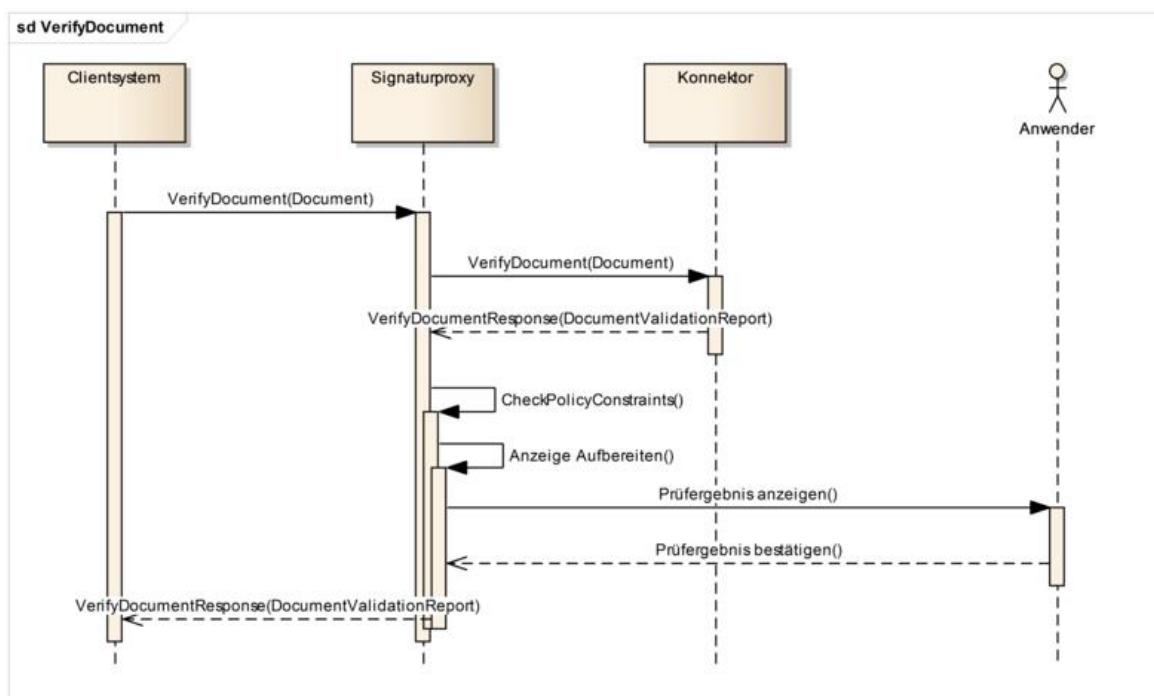 sd VerifyDocument
Clientsystem
Signaturproxy
Konnektor
Anwender
VerifyDocument(Document)
VerifyDocument(Document)
VerifyDocumentResponse(DocumentValidationReport)
CheckPolicyConstraints()
Anzeige Aufbereiten()
Prüfergebnis anzeigen()
Prüfergebnis bestätigen()
VerifyDocumentResponse(DocumentValidationReport)